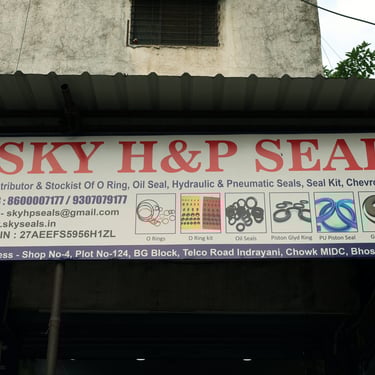 SKY H&P SEAL
tributor & Stockist Of O Ring, Oil Seal, Hydraulic & Pneumatic Seals, Seal Kit, Chevro
: 8600007177 / 9307079177
- skyhpseals@gmail.com
.skyseals.in
IN : 27AEEFS5956H1ZL
O Rings
O Ring kit
Oil Seals
Piston Glyd Ring
PU Piston Seal
ess - Shop No-4, Plot No-124, BG Block, Telco Road Indrayani, Chowk MIDC, Bhos